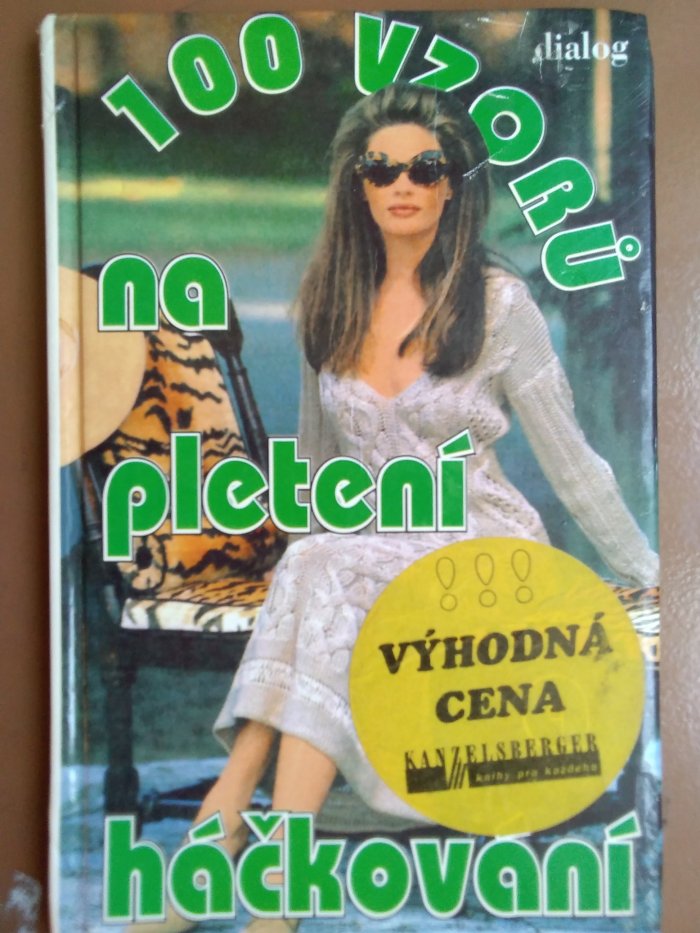 dialog
100 VZORŮ
na
pletení
háčkování
!!!
VÝHODNÁ
CENA
KANZELSBERGER
knihy pro každého